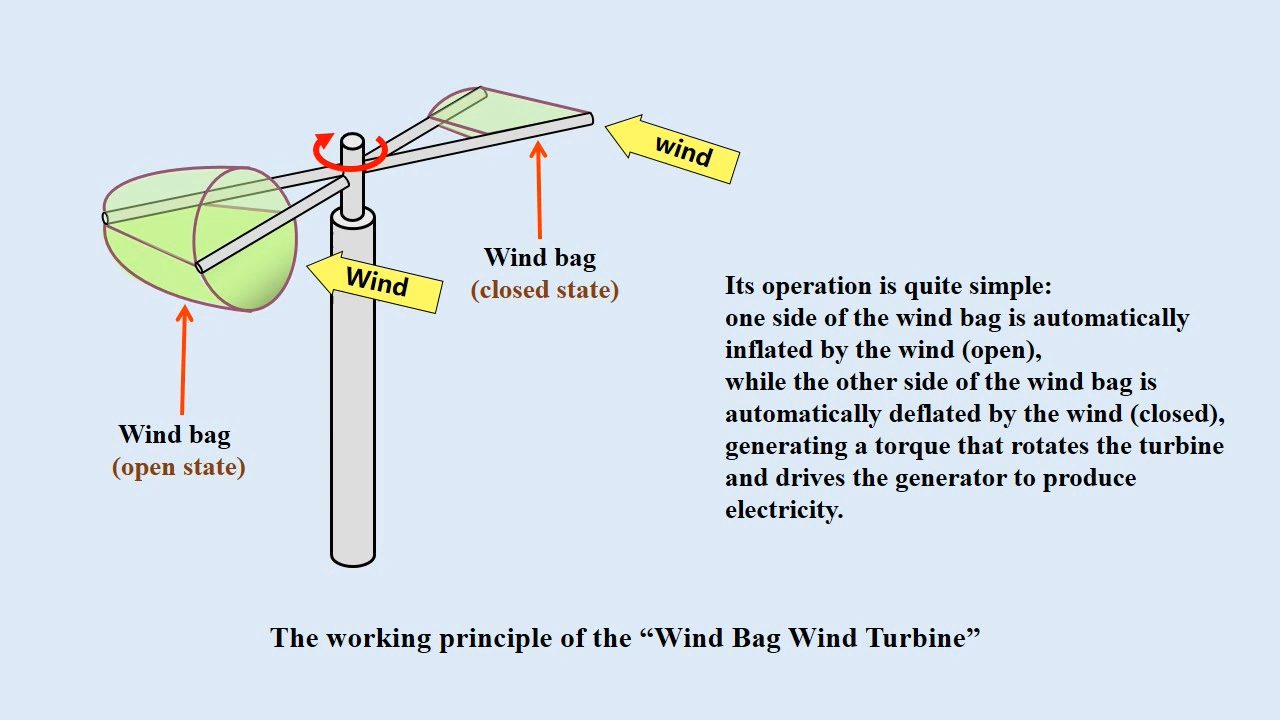 wind
Wind
Wind bag
(closed state)
Wind bag
(open state)
Its operation is quite simple:
one side of the wind bag is automatically
inflated by the wind (open),
while the other side of the wind bag is
automatically deflated by the wind (closed),
generating a torque that rotates the turbine
and drives the generator to produce
electricity.
The working principle of the “Wind Bag Wind Turbine”